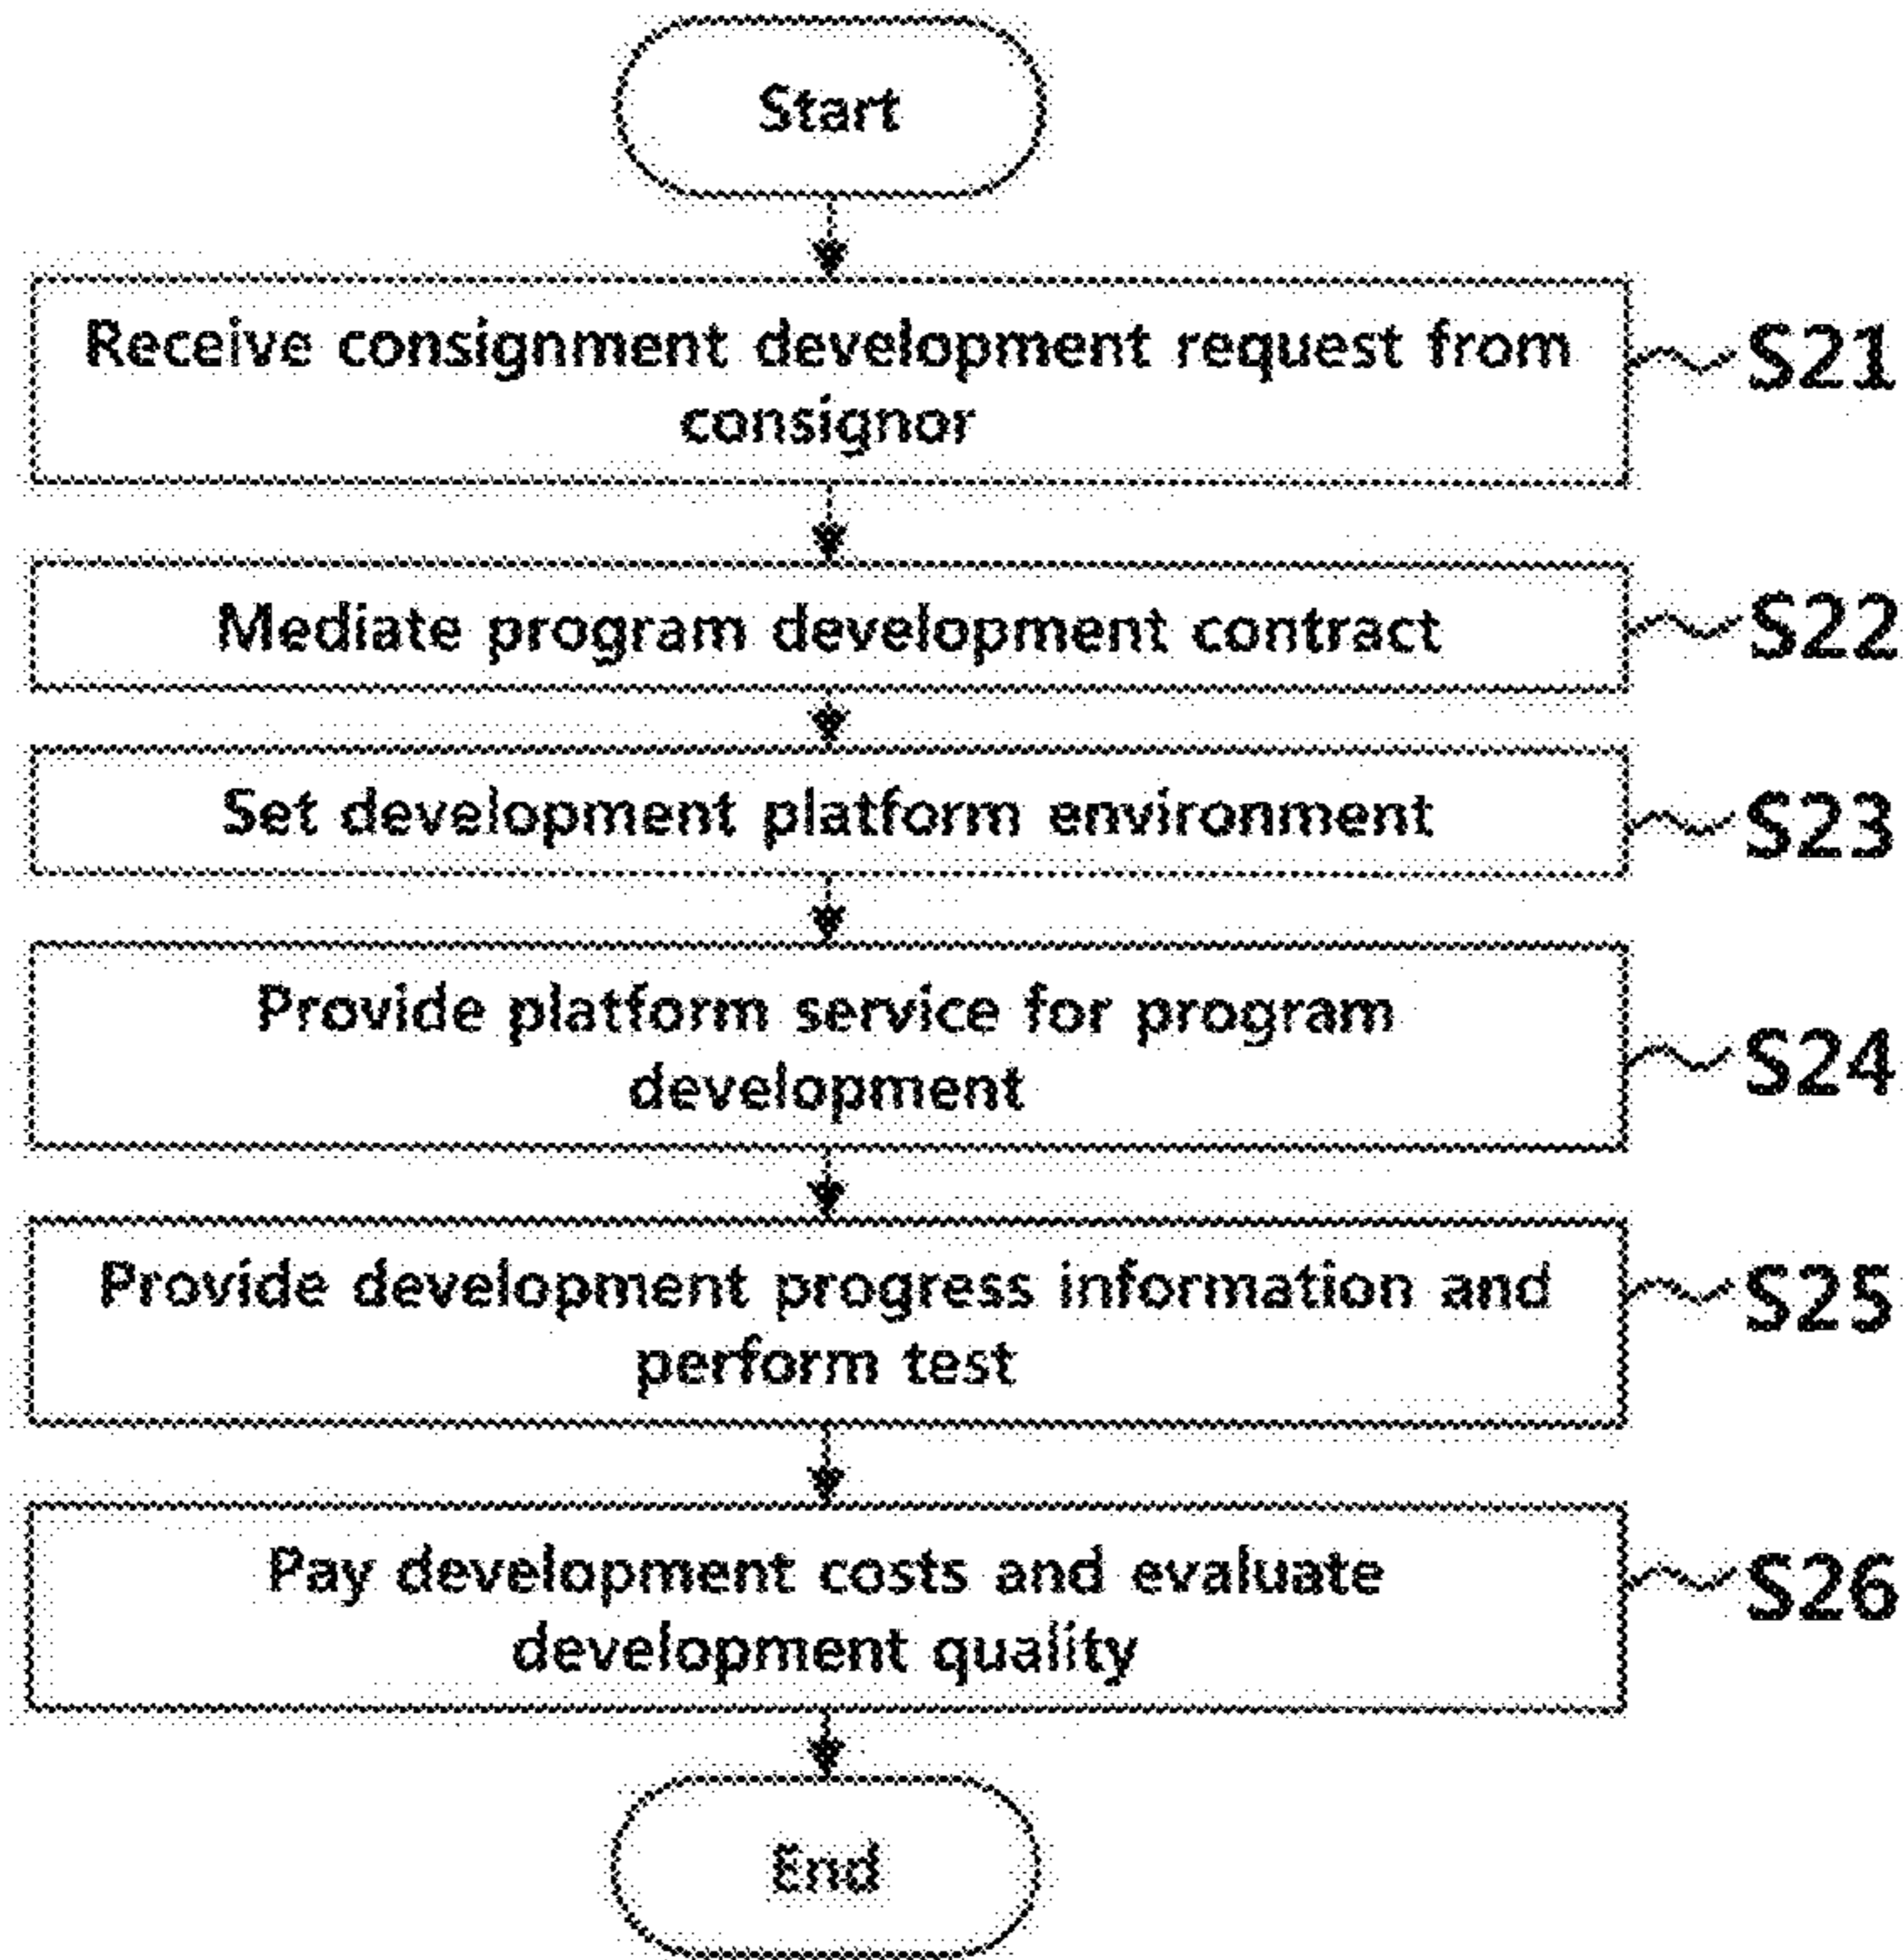 Start
Receive consignment development request from
consignor
S21
Mediate program development contract
S22
Set development platform environment
S23
Provide platform service for program
development
S24
Provide development progress information and
perform test
S25
Pay development costs and evaluate
development quality
S26
End